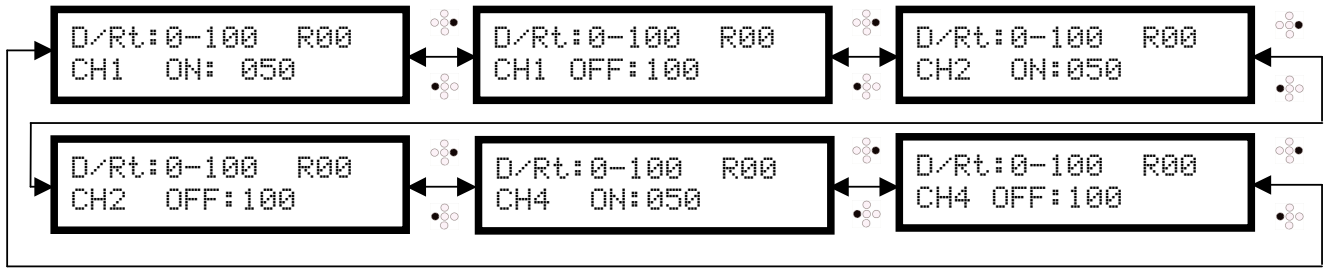 D/Rt:0-100 R00
CH1 ON: 050
D/Rt:0-100 R00
CH1 OFF:100
D/Rt:0-100 R00
CH2 ON:050
D/Rt:0-100 R00
CH2 OFF:100
D/Rt:0-100 R00
CH4 ON:050
D/Rt:0-100 R00
CH4 OFF:100